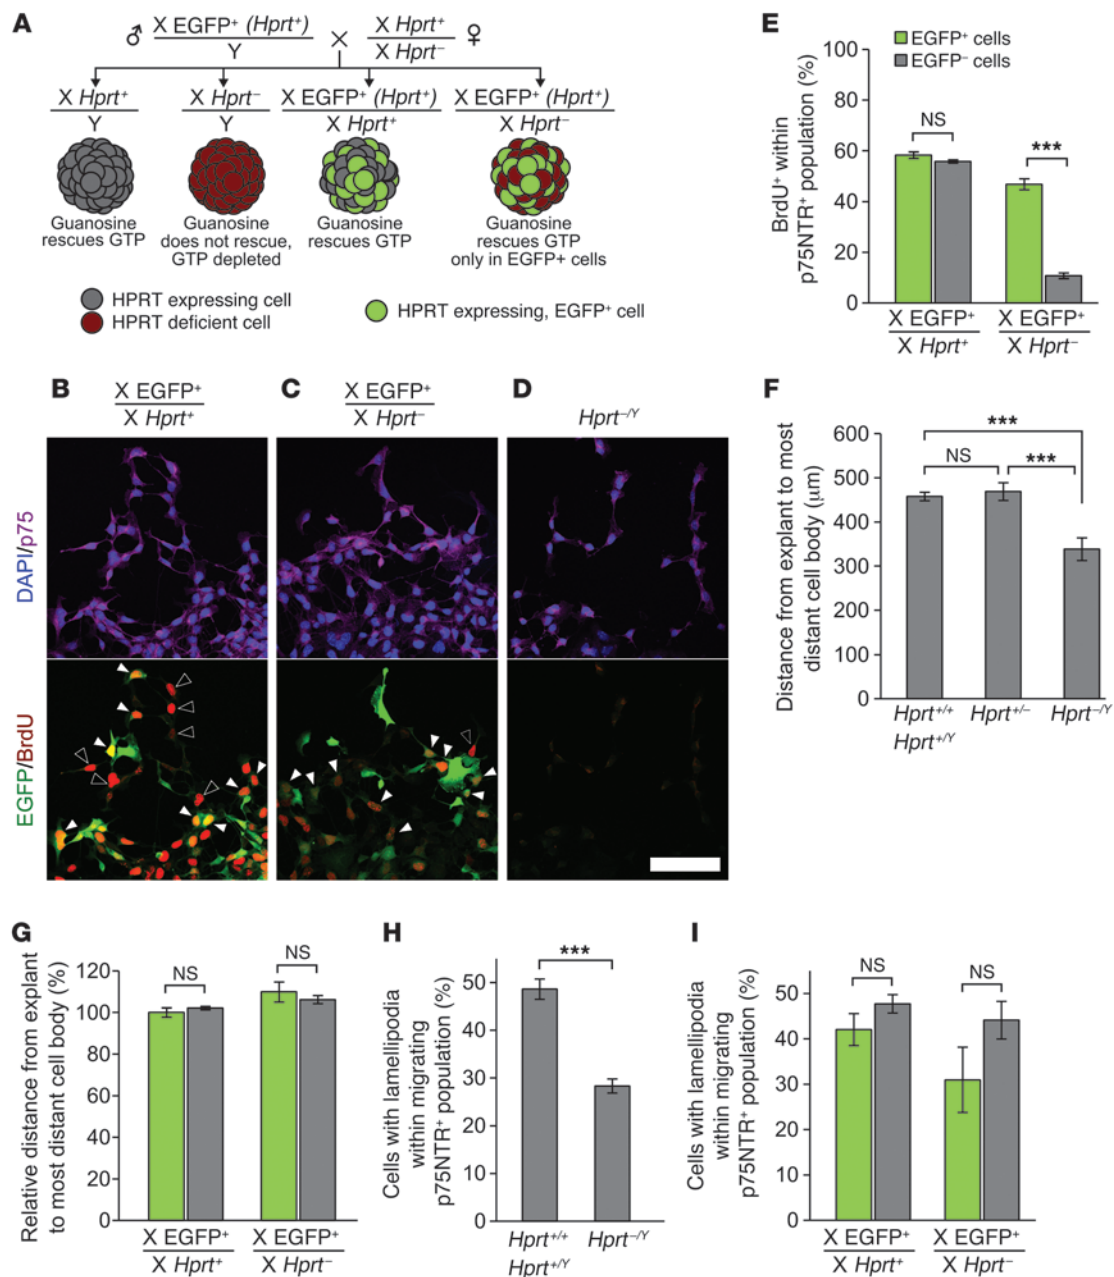 A
♂ X EGFP⁺ (Hprt⁺) / Y × X Hprt⁺ / X Hprt⁻ ♀
X Hprt⁺ / Y
X Hprt⁻ / Y
X EGFP⁺ (Hprt⁺) / X Hprt⁺
X EGFP⁺ (Hprt⁺) / X Hprt⁻
Guanosine
rescues GTP
Guanosine
does not rescue,
GTP depleted
Guanosine
rescues GTP
Guanosine
rescues GTP
only in EGFP+ cells
HPRT expressing cell
HPRT deficient cell
HPRT expressing, EGFP⁺ cell
B
X EGFP⁺
X Hprt⁺
C
X EGFP⁺
X Hprt⁻
D
Hprt⁻/Y
DAPI/p75
EGFP/BrdU
E
EGFP⁺ cells
EGFP⁻ cells
BrdU⁺ within
p75NTR⁺ population (%)
100
80
60
40
20
0
NS
***
X EGFP⁺
X Hprt⁺
X EGFP⁺
X Hprt⁻
F
Distance from explant to most
distant cell body (μm)
600
500
400
300
200
100
0
***
NS
***
Hprt⁺/⁺
Hprt⁺/Y
Hprt⁺/⁻
Hprt⁻/Y
G
Relative distance from explant
to most distant cell body (%)
120
100
80
60
40
20
0
NS
NS
X EGFP⁺
X Hprt⁺
X EGFP⁺
X Hprt⁻
H
Cells with lamellipodia
within migrating
p75NTR⁺ population (%)
50
40
30
20
10
0
***
Hprt⁺/⁺
Hprt⁺/Y
Hprt⁻/Y
I
Cells with lamellipodia
within migrating
p75NTR⁺ population (%)
50
40
30
20
10
0
NS
NS
X EGFP⁺
X Hprt⁺
X EGFP⁺
X Hprt⁻